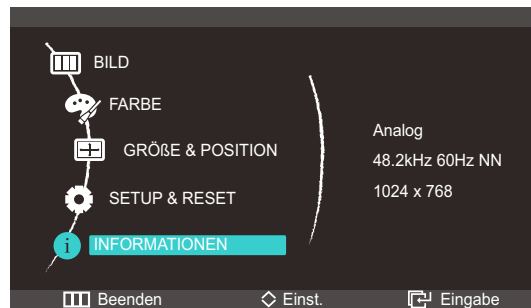 BILD
FARBE
GRÖßE & POSITION
SETUP & RESET
i INFORMATIONEN
Analog
48.2kHz 60Hz NN
1024 x 768
Beenden Einst. Eingabe